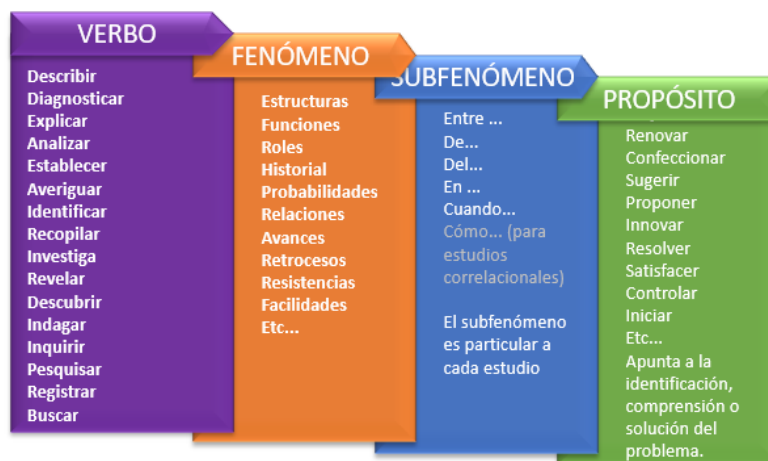 VERBO
Describir
Diagnosticar
Explicar
Analizar
Establecer
Averiguar
Identificar
Recopilar
Investiga
Revelar
Descubrir
Indagar
Inquirir
Pesquisar
Registrar
Buscar
FENÓMENO
Estructuras
Funciones
Roles
Historial
Probabilidades
Relaciones
Avances
Retrocesos
Resistencias
Facilidades
Etc...
SUBFENÓMENO
Entre ...
De...
Del...
En ...
Cuando...
Cómo... (para
estudios
correlacionales)
El subfenómeno
es particular a
cada estudio
PROPÓSITO
Renovar
Confeccionar
Sugerir
Proponer
Innovar
Resolver
Satisfacer
Controlar
Iniciar
Etc...
Apunta a la
identificación,
comprensión o
solución del
problema.